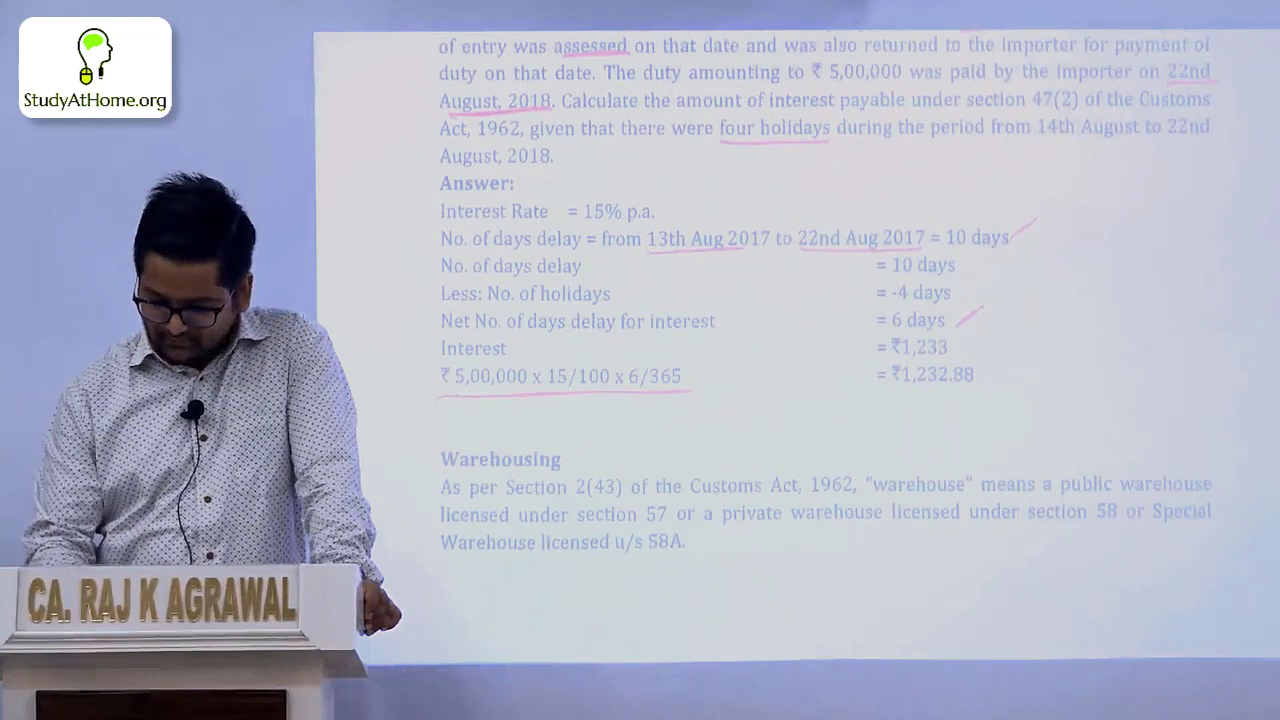 StudyAtHome.org
of entry was assessed on that date and was also returned to the importer for payment of
duty on that date. The duty amounting to ₹ 5,00,000 was paid by the importer on 22nd
August, 2018. Calculate the amount of interest payable under section 47(2) of the Customs
Act, 1962, given that there were four holidays during the period from 14th August to 22nd
August, 2018.
Answer:
Interest Rate = 15% p.a.
No. of days delay = from 13th Aug 2017 to 22nd Aug 2017 = 10 days
No. of days delay = 10 days
Less: No. of holidays = -4 days
Net No. of days delay for interest = 6 days
Interest = ₹1,233
₹ 5,00,000 x 15/100 x 6/365 = ₹1,232.88
Warehousing
As per Section 2(43) of the Customs Act, 1962, “warehouse” means a public warehouse
licensed under section 57 or a private warehouse licensed under section 58 or Special
Warehouse licensed u/s 58A.
CA. RAJ K AGRAWAL